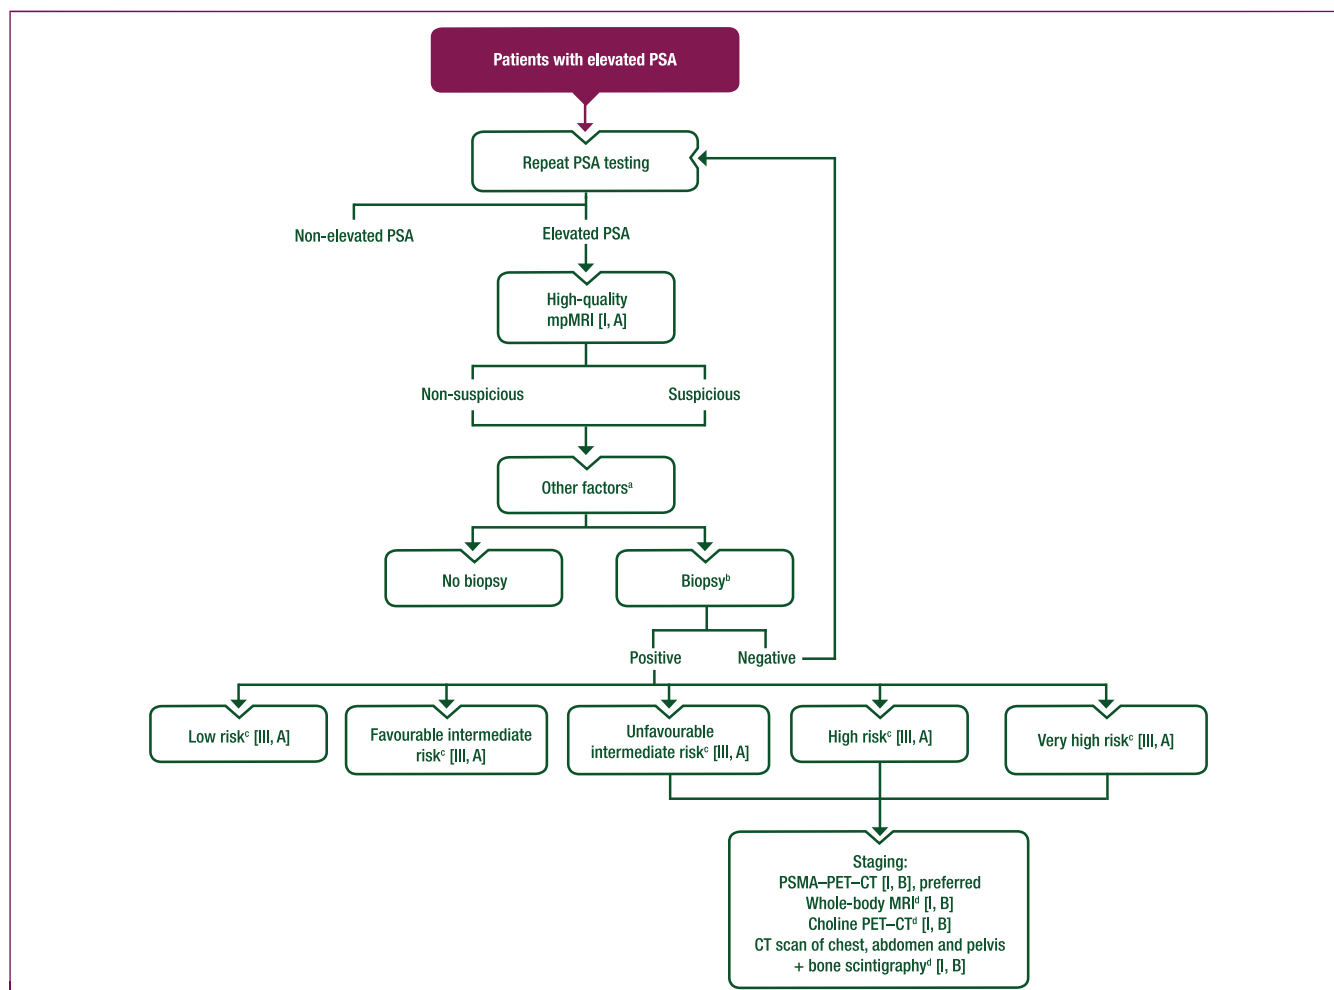 Patients with elevated PSA
Repeat PSA testing
Non-elevated PSA
Elevated PSA
High-quality
mpMRI [I, A]
Non-suspicious
Suspicious
Other factorsᵃ
No biopsy
Biopsyᵇ
Positive
Negative
Low riskᶜ [III, A]
Favourable intermediate
riskᶜ [III, A]
Unfavourable
intermediate riskᶜ [III, A]
High riskᶜ [III, A]
Very high riskᶜ [III, A]
Staging:
PSMA–PET–CT [I, B], preferred
Whole-body MRIᵈ [I, B]
Choline PET–CTᵈ [I, B]
CT scan of chest, abdomen and pelvis
+ bone scintigraphyᵈ [I, B]